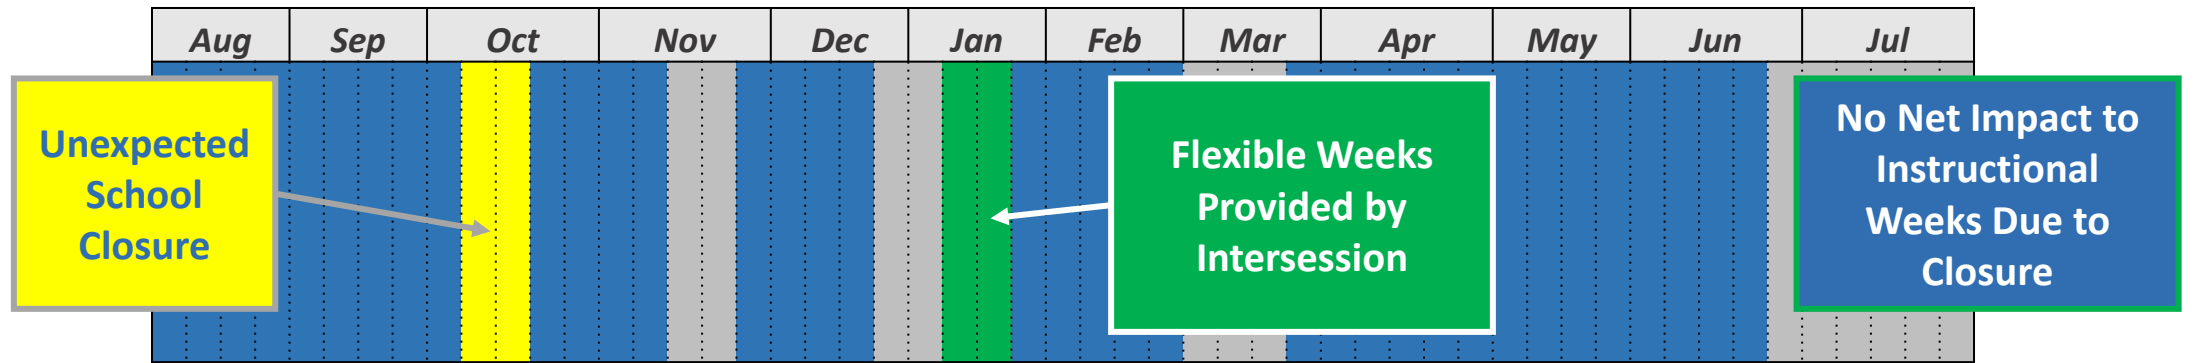 Aug Sep Oct Nov Dec Jan Feb Mar Apr May Jun Jul
Unexpected
School
Closure
Flexible Weeks
Provided by
Intersession
No Net Impact to
Instructional
Weeks Due to
Closure